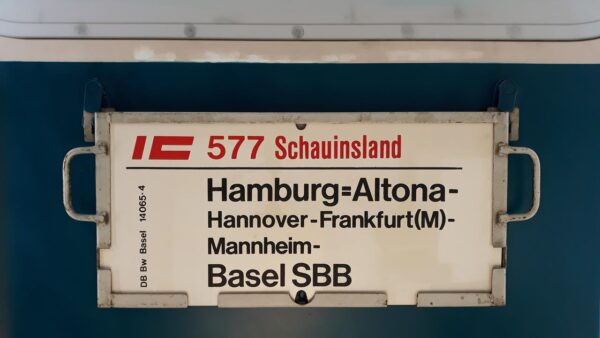 IC 577 Schauinsland
Hamburg=Altona-
Hannover-Frankfurt(M)-
Mannheim-
Basel SBB
DB Bw Basel 14065-4